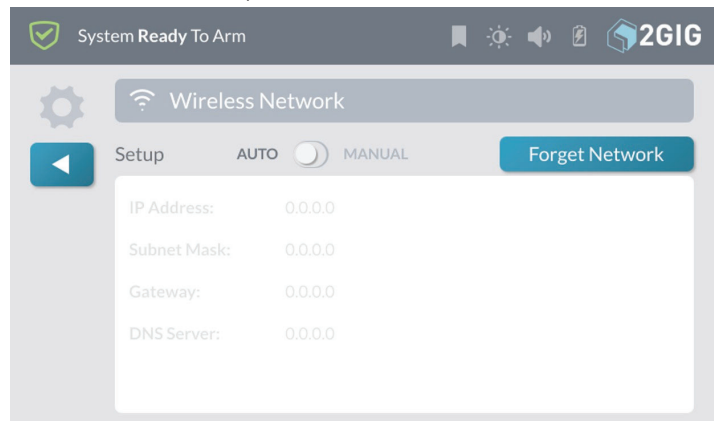 System Ready To Arm
2GIG
Wireless Network
Setup AUTO MANUAL Forget Network
IP Address: 0.0.0.0
Subnet Mask: 0.0.0.0
Gateway: 0.0.0.0
DNS Server: 0.0.0.0